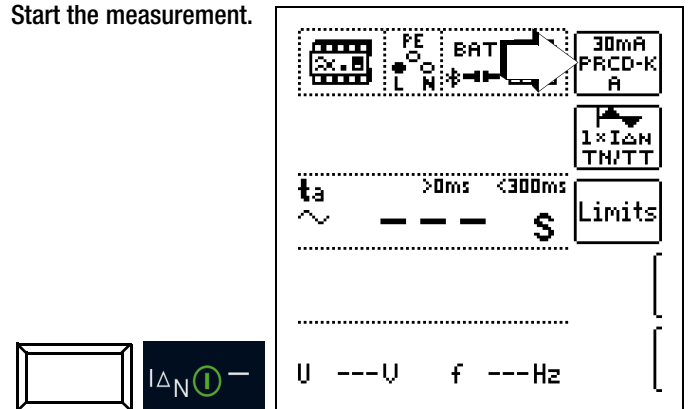 Start the measurement.
PE
BAT
L N
30mA
PRCD-K
A
1×IΔN
TN/TT
ta >0ms <300ms
--- s
Limits
U ---V f ---Hz
IΔN